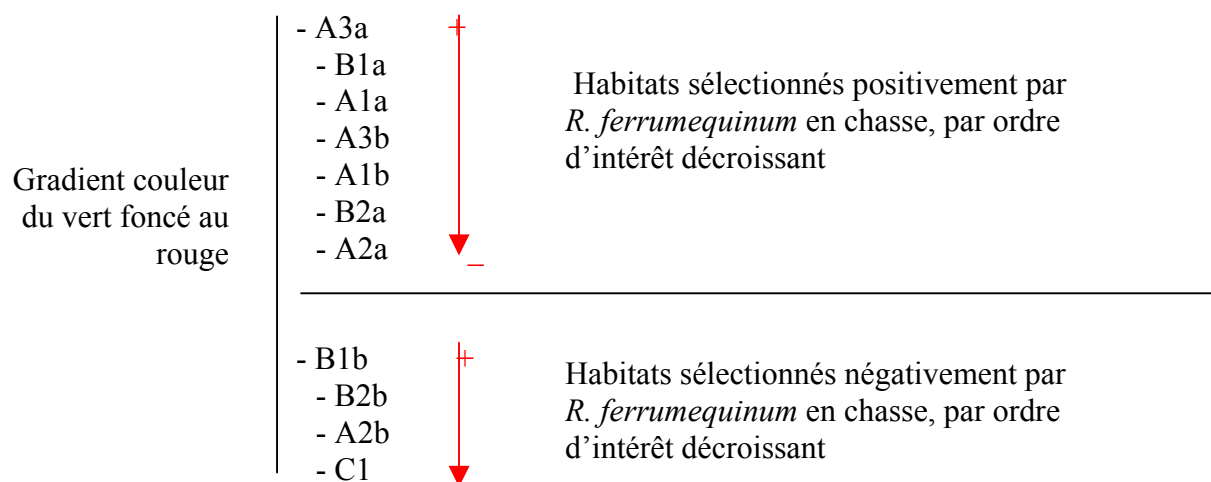 - A3a
- B1a
- A1a
- A3b
- A1b
- B2a
- A2a
+
–
Habitats sélectionnés positivement par
R. ferrumequinum en chasse, par ordre
d’intérêt décroissant
Gradient couleur
du vert foncé au
rouge
- B1b
- B2b
- A2b
- C1
+
Habitats sélectionnés négativement par
R. ferrumequinum en chasse, par ordre
d’intérêt décroissant